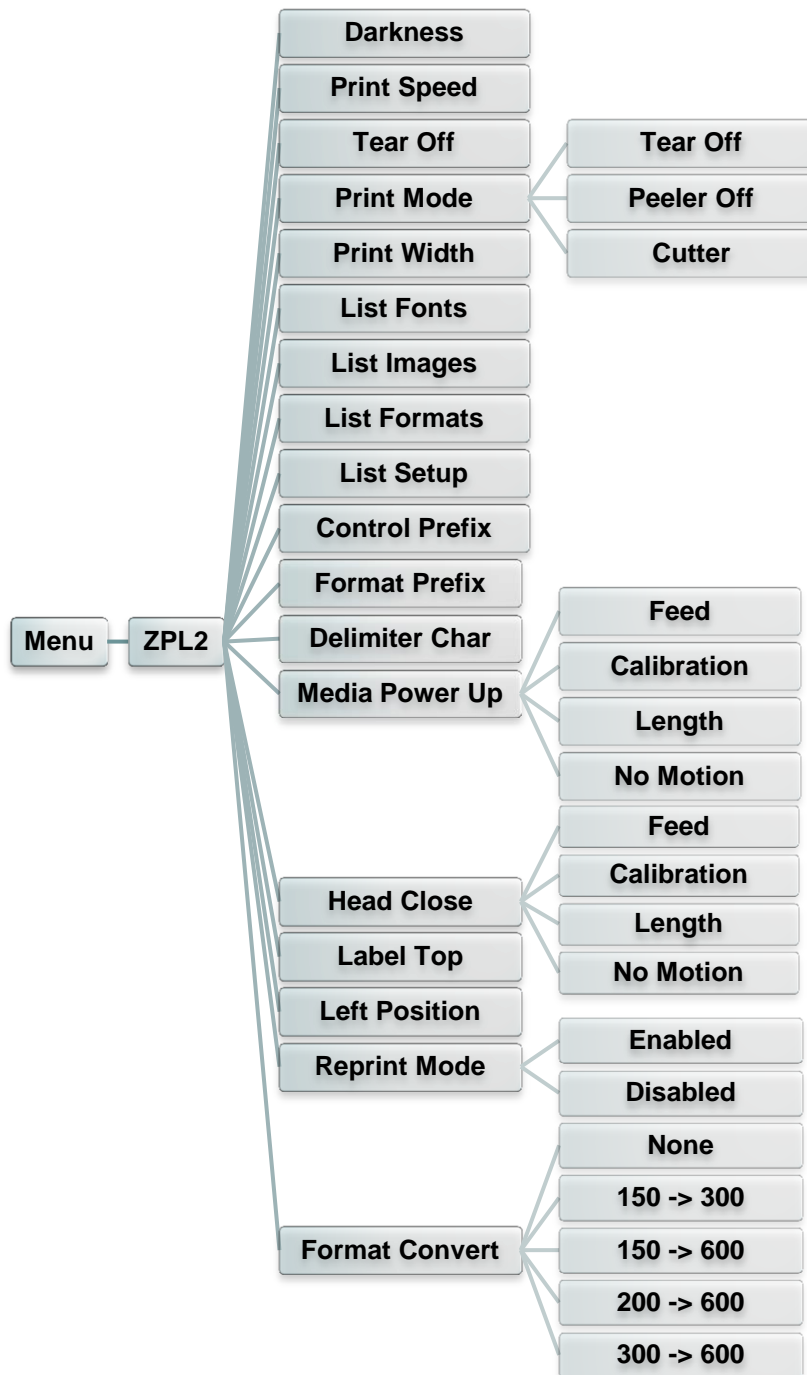 Darkness
Print Speed
Tear Off
Tear Off
Print Mode
Peeler Off
Print Width
Cutter
List Fonts
List Images
List Formats
List Setup
Control Prefix
Format Prefix
Feed
Menu
ZPL2
Delimiter Char
Calibration
Media Power Up
Length
No Motion
Feed
Calibration
Head Close
Length
Label Top
No Motion
Left Position
Enabled
Reprint Mode
Disabled
None
150 -> 300
Format Convert
150 -> 600
200 -> 600
300 -> 600